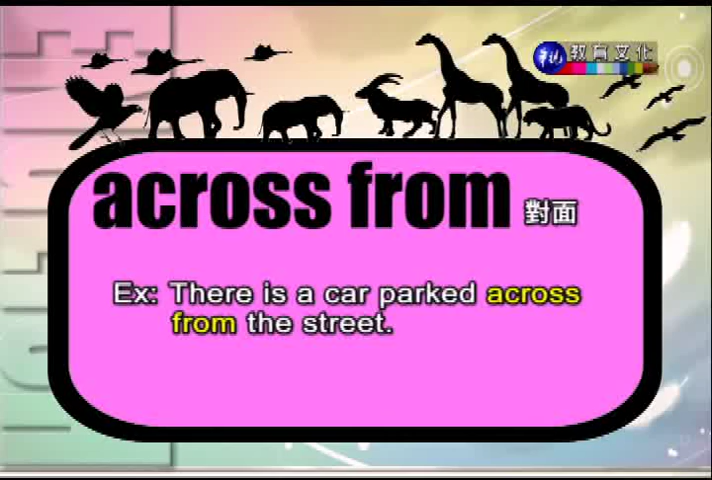 教育文化
across from 對面
Ex: There is a car parked across
from the street.